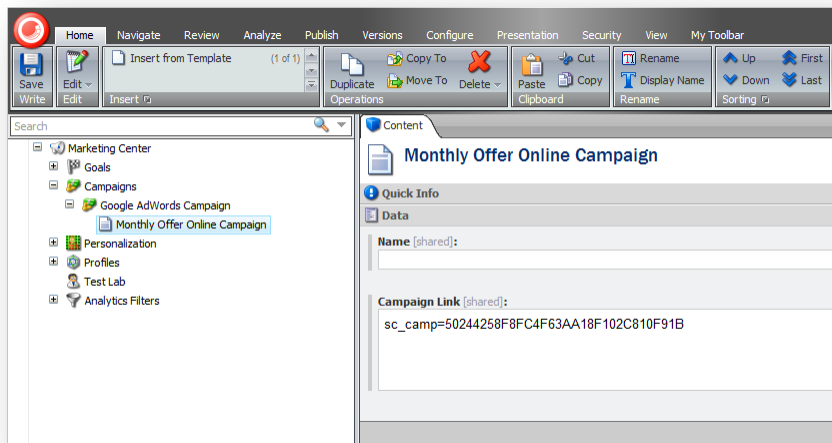 Home Navigate Review Analyze Publish Versions Configure Presentation Security View My Toolbar
Insert from Template (1 of 1) Copy To Cut Rename Up First
Save Edit Duplicate Move To Delete Paste Copy Display Name Down Last
Write Edit Insert Operations Clipboard Rename Sorting
Search
Content
Marketing Center
Goals
Campaigns
Google AdWords Campaign
Monthly Offer Online Campaign
Personalization
Profiles
Test Lab
Analytics Filters
Monthly Offer Online Campaign
Quick Info
Data
Name [shared]:
Campaign Link [shared]:
sc_camp=50244258F8FC4F63AA18F102C810F91B